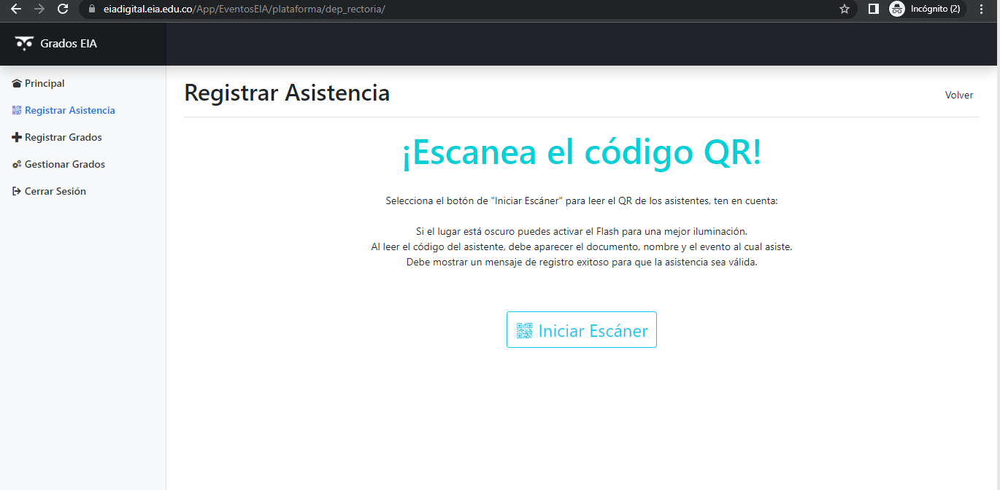 eiadigital.eia.edu.co/App/EventosEIA/plataforma/dep_rectoria/
Incógnito (2)
Grados EIA
Principal
Registrar Asistencia
Registrar Grados
Gestionar Grados
Cerrar Sesión
Registrar Asistencia
Volver
¡Escanea el código QR!
Selecciona el botón de "Iniciar Escáner" para leer el QR de los asistentes, ten en cuenta:
Si el lugar está oscuro puedes activar el Flash para una mejor iluminación.
Al leer el código del asistente, debe aparecer el documento, nombre y el evento al cual asiste.
Debe mostrar un mensaje de registro exitoso para que la asistencia sea válida.
Iniciar Escáner